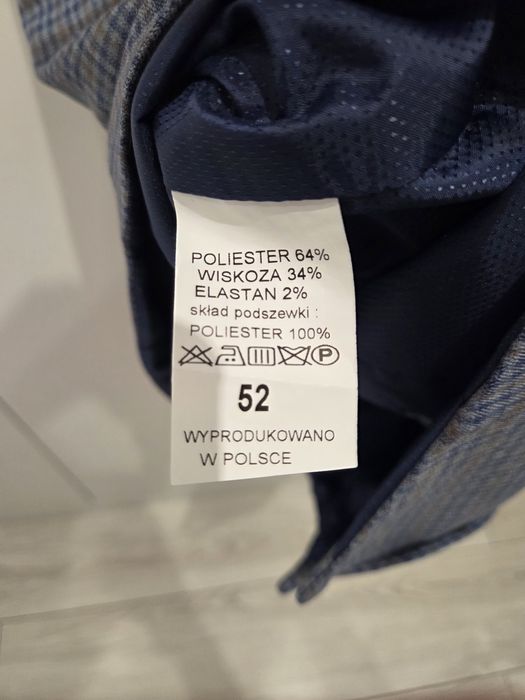 POLIESTER 64%
WISKOZA 34%
ELASTAN 2%
skład podszewki :
POLIESTER 100%
P
52
WYPRODUKOWANO
W POLSCE